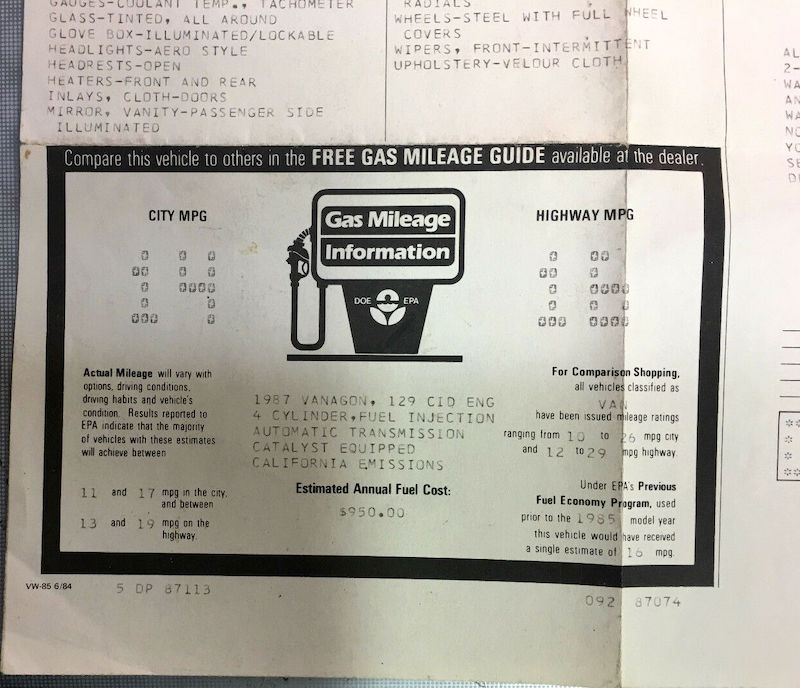 GAUGES-COOLANT TEMP., TACHOMETER
GLASS-TINTED, ALL AROUND
GLOVE BOX-ILLUMINATED/LOCKABLE
HEADLIGHTS-AERO STYLE
HEADRESTS-OPEN
HEATERS-FRONT AND REAR
INLAYS, CLOTH-DOORS
MIRROR, VANITY-PASSENGER SIDE
ILLUMINATED
RADIALS
WHEELS-STEEL WITH FULL WHEEL
COVERS
WIPERS, FRONT-INTERMITTENT
UPHOLSTERY-VELOUR CLOTH
Compare this vehicle to others in the FREE GAS MILEAGE GUIDE available at the dealer.
CITY MPG
14
Gas Mileage
Information
DOE EPA
HIGHWAY MPG
16
Actual Mileage will vary with
options, driving conditions,
driving habits and vehicle's
condition. Results reported to
EPA indicate that the majority
of vehicles with these estimates
will achieve between
11 and 17 mpg in the city,
and between
13 and 19 mpg on the
highway.
1987 VANAGON, 129 CID ENG
4 CYLINDER,FUEL INJECTION
AUTOMATIC TRANSMISSION
CATALYST EQUIPPED
CALIFORNIA EMISSIONS
Estimated Annual Fuel Cost:
$950.00
For Comparison Shopping,
all vehicles classified as
VAN
have been issued mileage ratings
ranging from 10 to 26 mpg city
and 12 to 29 mpg highway.
Under EPA's Previous
Fuel Economy Program, used
prior to the 1985 model year
this vehicle would have received
a single estimate of 16 mpg.
VW-85 6/84
5 DP 87113
092 87074